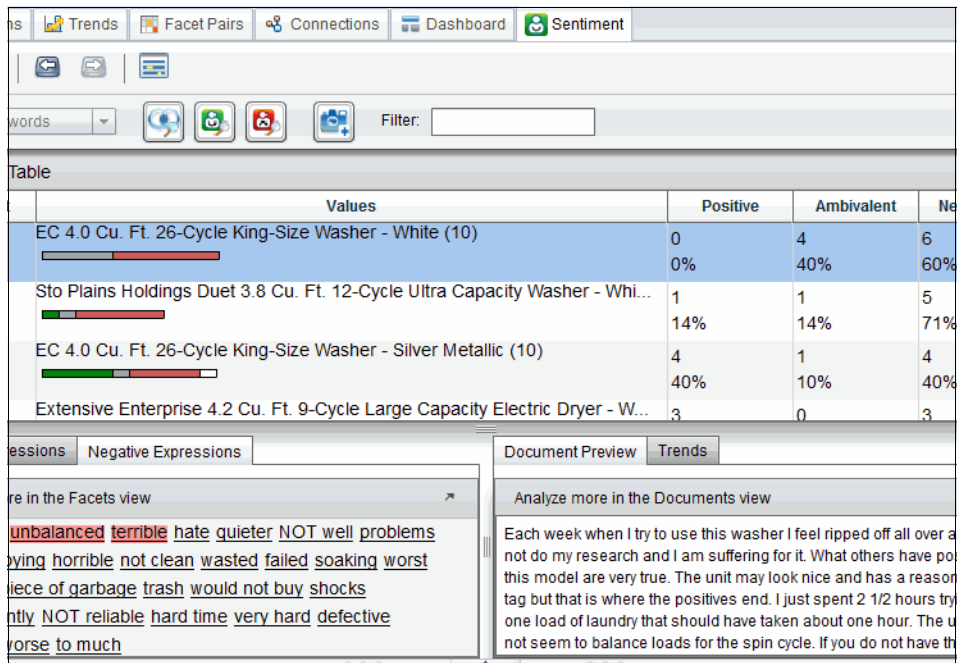 ns Trends Facet Pairs Connections Dashboard Sentiment
words Filter:
Table
t Values Positive Ambivalent Ne
EC 4.0 Cu. Ft. 26-Cycle King-Size Washer - White (10) 0 4 6
0% 40% 60%
Sto Plains Holdings Duet 3.8 Cu. Ft. 12-Cycle Ultra Capacity Washer - Whi... 1 1 5
14% 14% 71%
EC 4.0 Cu. Ft. 26-Cycle King-Size Washer - Silver Metallic (10) 4 1 4
40% 10% 40%
Extensive Enterprise 4.2 Cu. Ft. 9-Cycle Large Capacity Electric Dryer - W... 3 0 3
essions Negative Expressions
re in the Facets view
unbalanced terrible hate quieter NOT well problems
oying horrible not clean wasted failed soaking worst
iece of garbage trash would not buy shocks
ntly NOT reliable hard time very hard defective
vorse to much
Document Preview Trends
Analyze more in the Documents view
Each week when I try to use this washer I feel ripped off all over a
not do my research and I am suffering for it. What others have po
this model are very true. The unit may look nice and has a reason
tag but that is where the positives end. I just spent 2 1/2 hours try
one load of laundry that should have taken about one hour. The u
not seem to balance loads for the spin cycle. If you do not have th